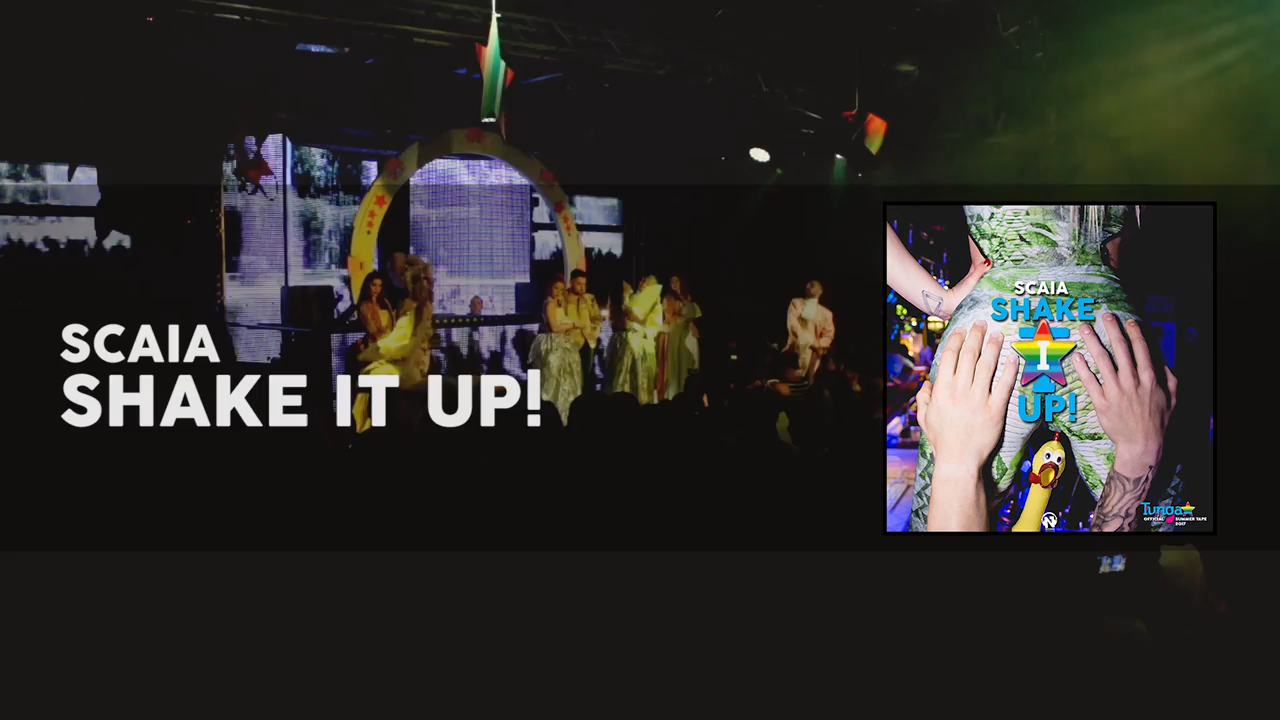 SCAIA
SHAKE IT UP!
SCAIA
SHAKE
I
UP!
Tunga
OFFICIAL SUMMER TAPE
2017